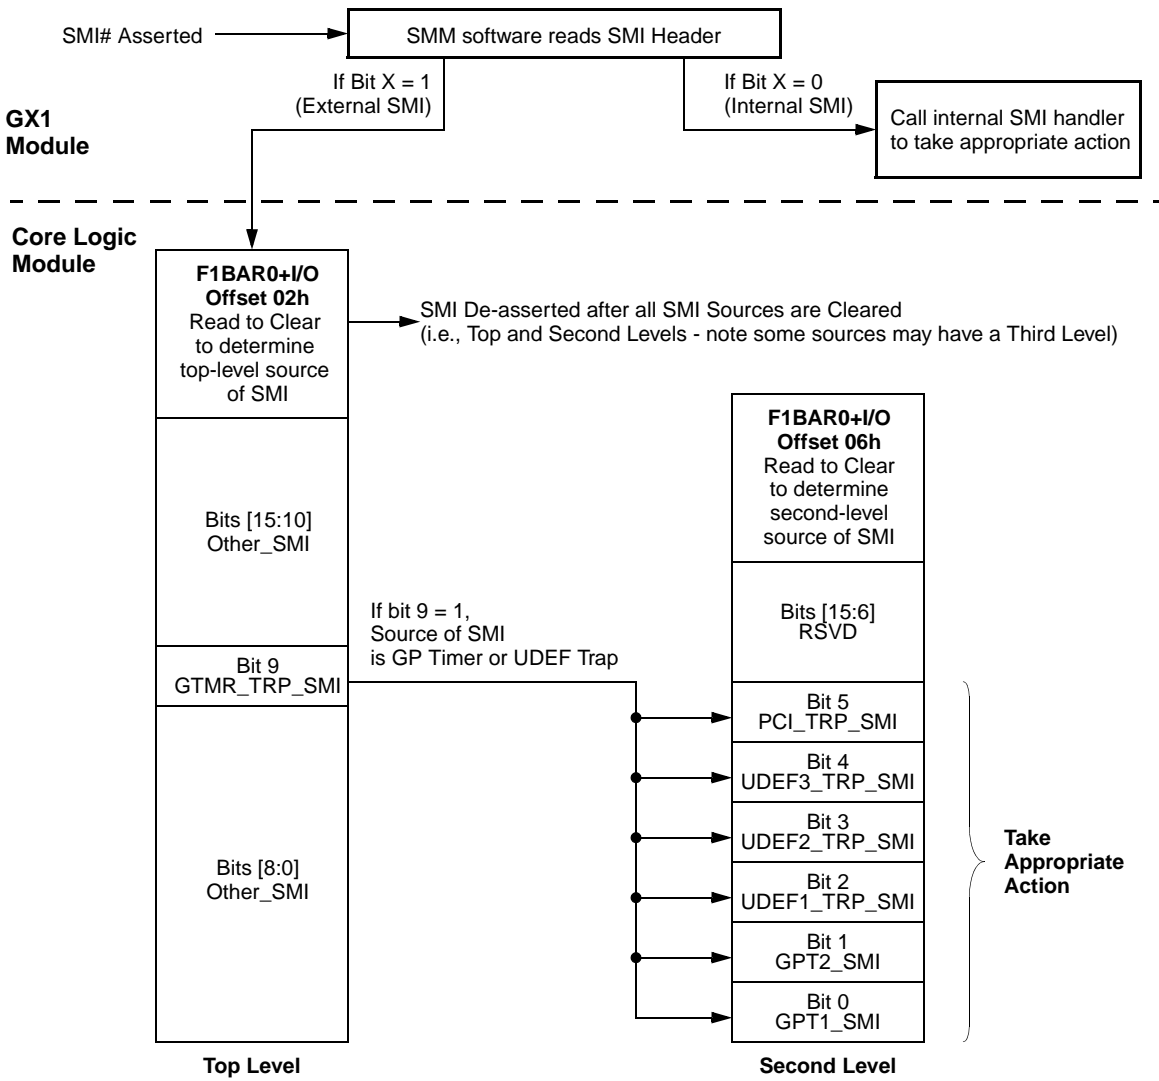 SMI# Asserted
SMM software reads SMI Header
If Bit X = 1
(External SMI)
If Bit X = 0
(Internal SMI)
GX1
Module
Call internal SMI handler
to take appropriate action
Core Logic
Module
F1BAR0+I/O
Offset 02h
Read to Clear
to determine
top-level source
of SMI
SMI De-asserted after all SMI Sources are Cleared
(i.e., Top and Second Levels - note some sources may have a Third Level)
Bits [15:10]
Other_SMI
If bit 9 = 1,
Source of SMI
is GP Timer or UDEF Trap
Bit 9
GTMR_TRP_SMI
Bits [8:0]
Other_SMI
Top Level
F1BAR0+I/O
Offset 06h
Read to Clear
to determine
second-level
source of SMI
Bits [15:6]
RSVD
Bit 5
PCI_TRP_SMI
Bit 4
UDEF3_TRP_SMI
Bit 3
UDEF2_TRP_SMI
Bit 2
UDEF1_TRP_SMI
Bit 1
GPT2_SMI
Bit 0
GPT1_SMI
Second Level
Take
Appropriate
Action